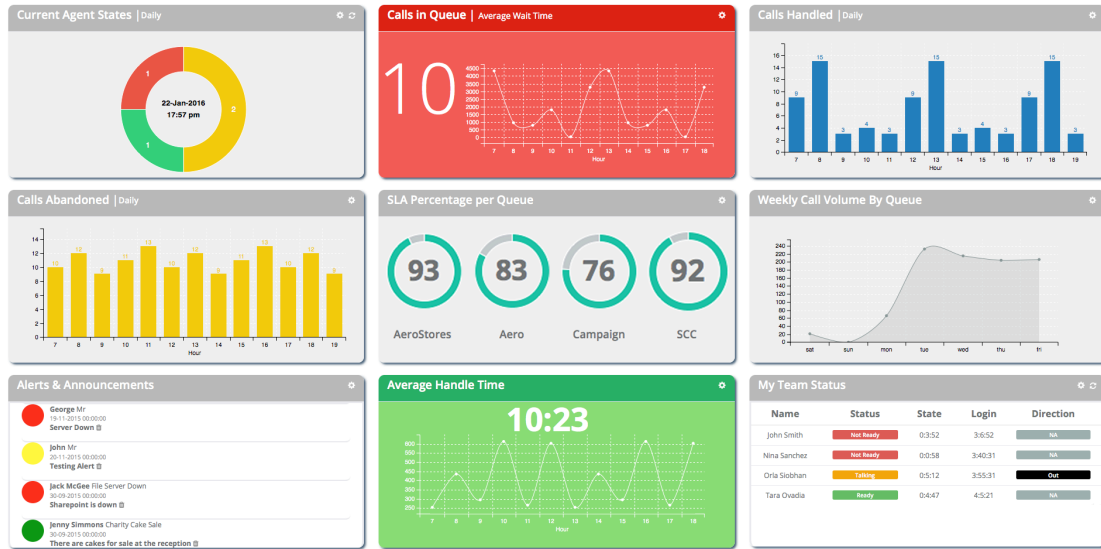 Current Agent States | Daily
1
2
1
22-Jan-2016
17:57 pm
Calls in Queue | Average Wait Time
10
4500
4000
3500
3000
2500
2000
1500
1000
500
0
7 8 9 10 11 12 13 14 15 16 17 18
Hour
Calls Handled | Daily
16
14
12
10
8
6
4
2
0
9 15 3 4 3 9 15 3 4 3 9 15 3
7 8 9 10 11 12 13 14 15 16 17 18 19
Hour
Calls Abandoned | Daily
14
12
10
8
6
4
2
0
10 12 9 11 13 10 12 9 11 13 10 12 9
7 8 9 10 11 12 13 14 15 16 17 18 19
Hour
SLA Percentage per Queue
93 83 76 92
AeroStores Aero Campaign SCC
Weekly Call Volume By Queue
240
220
200
180
160
140
120
100
80
60
40
20
0
sat sun mon tue wed thu fri
Alerts & Announcements
George Mr
19-11-2015 00:00:00
Server Down
John Mr
20-11-2015 00:00:00
Testing Alert
Jack McGee File Server Down
30-09-2015 00:00:00
Sharepoint is down
Jenny Simmons Charity Cake Sale
30-09-2015 00:00:00
There are cakes for sale at the reception
Average Handle Time
10:23
600
550
500
450
400
350
300
250
7 8 9 10 11 12 13 14 15 16 17 18
Hour
My Team Status
Name Status State Login Direction
John Smith Not Ready 0:3:52 3:6:52 NA
Nina Sanchez Not Ready 0:0:58 3:40:31 NA
Orla Siobhan Talking 0:5:12 3:55:31 Out
Tara Ovadia Ready 0:4:47 4:5:21 NA